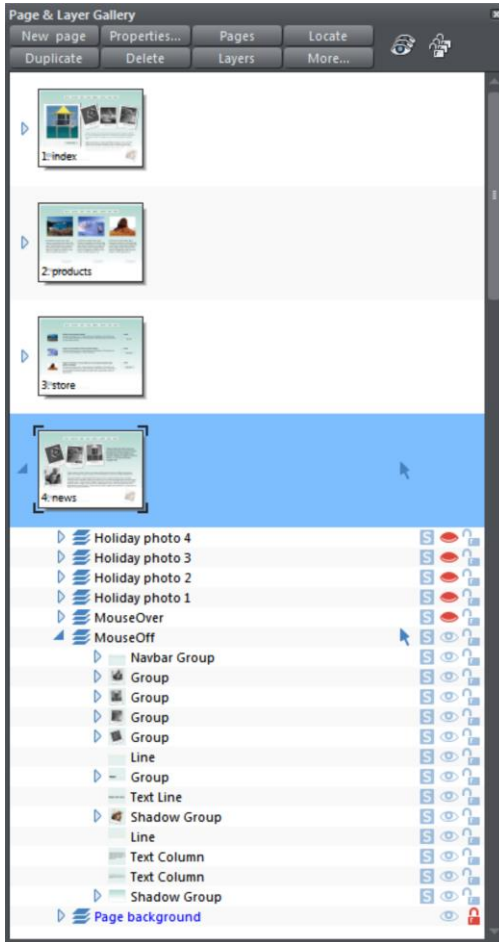 Page & Layer Gallery
New page Properties... Pages Locate
Duplicate Delete Layers More...
1: index
2: products
3: store
4: news
Holiday photo 4 S
Holiday photo 3 S
Holiday photo 2 S
Holiday photo 1 S
MouseOver S
MouseOff S
Navbar Group S
Group S
Group S
Group S
Group S
Line S
Group S
Text Line S
Shadow Group S
Line S
Text Column S
Text Column S
Shadow Group S
Page background